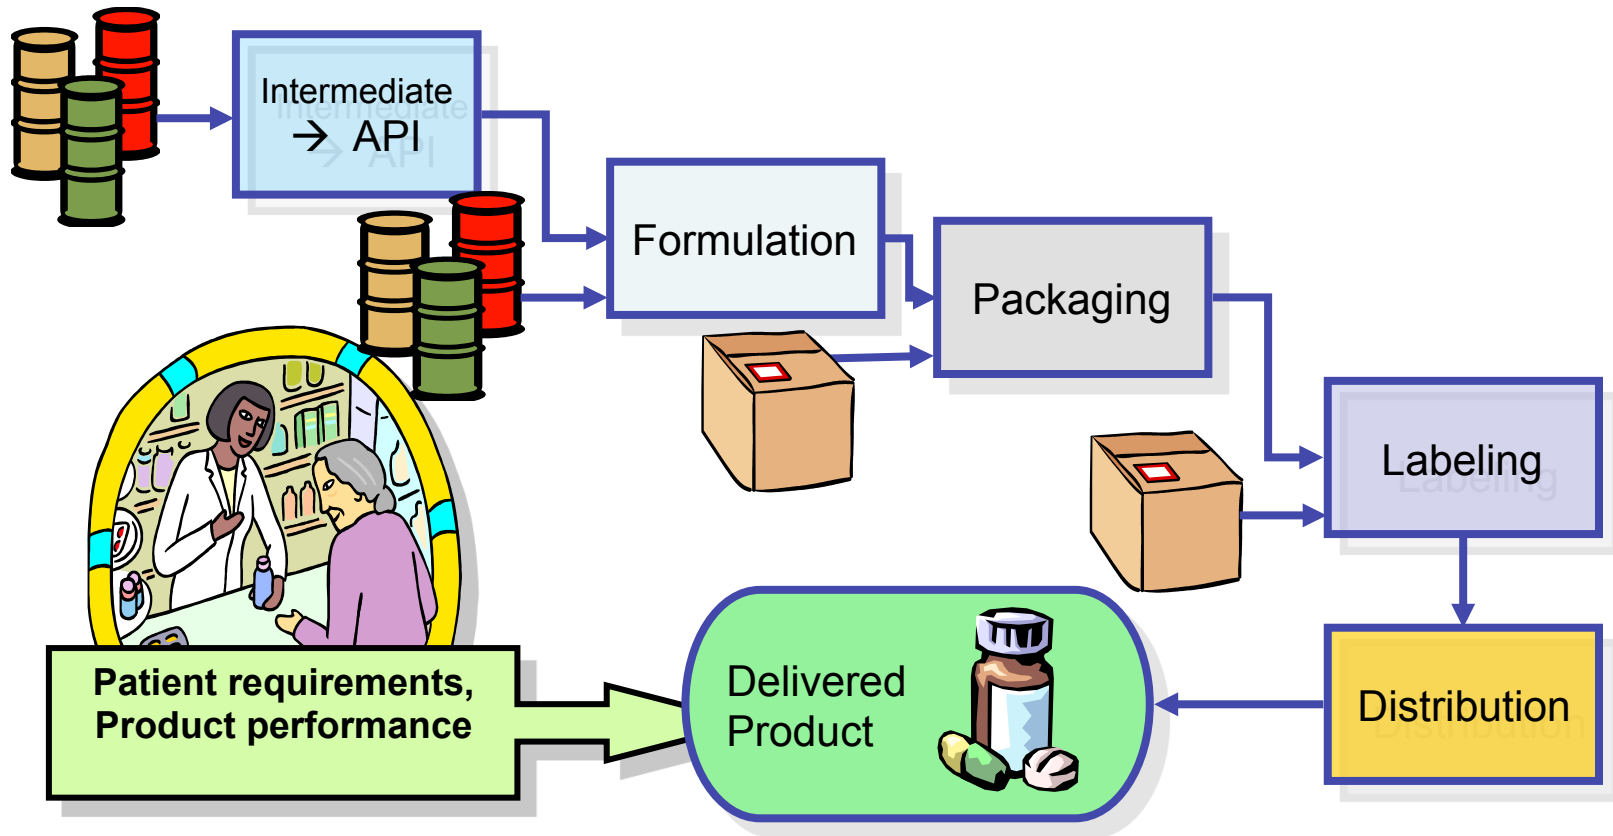 Intermediate
→ API
Formulation
Packaging
Labeling
Distribution
Delivered
Product
Patient requirements,
Product performance